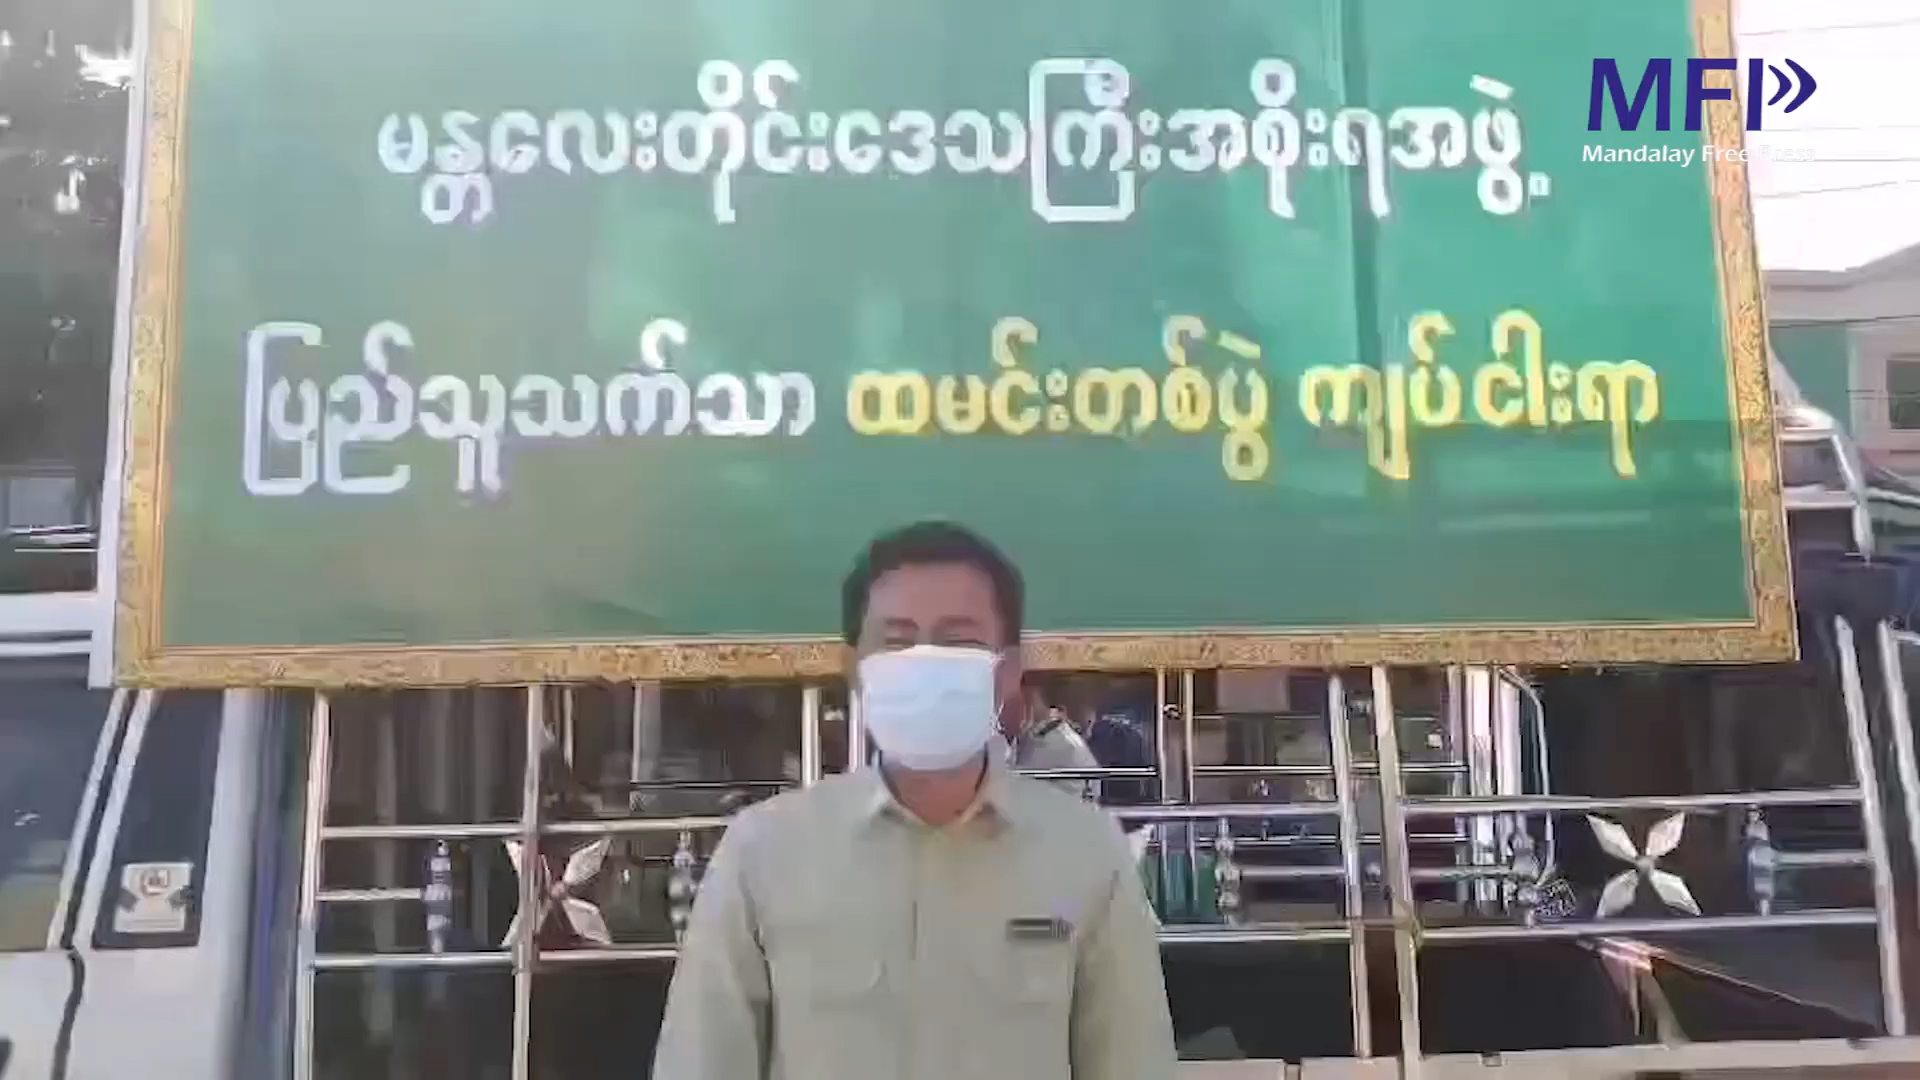 MFP
Mandalay Free Press
မန္တလေးတိုင်းဒေသကြီးအစိုးရအဖွဲ့
ပြည်သူ့သက်သာ ထမင်းတစ်ပွဲ ကျပ် ငါးရာ